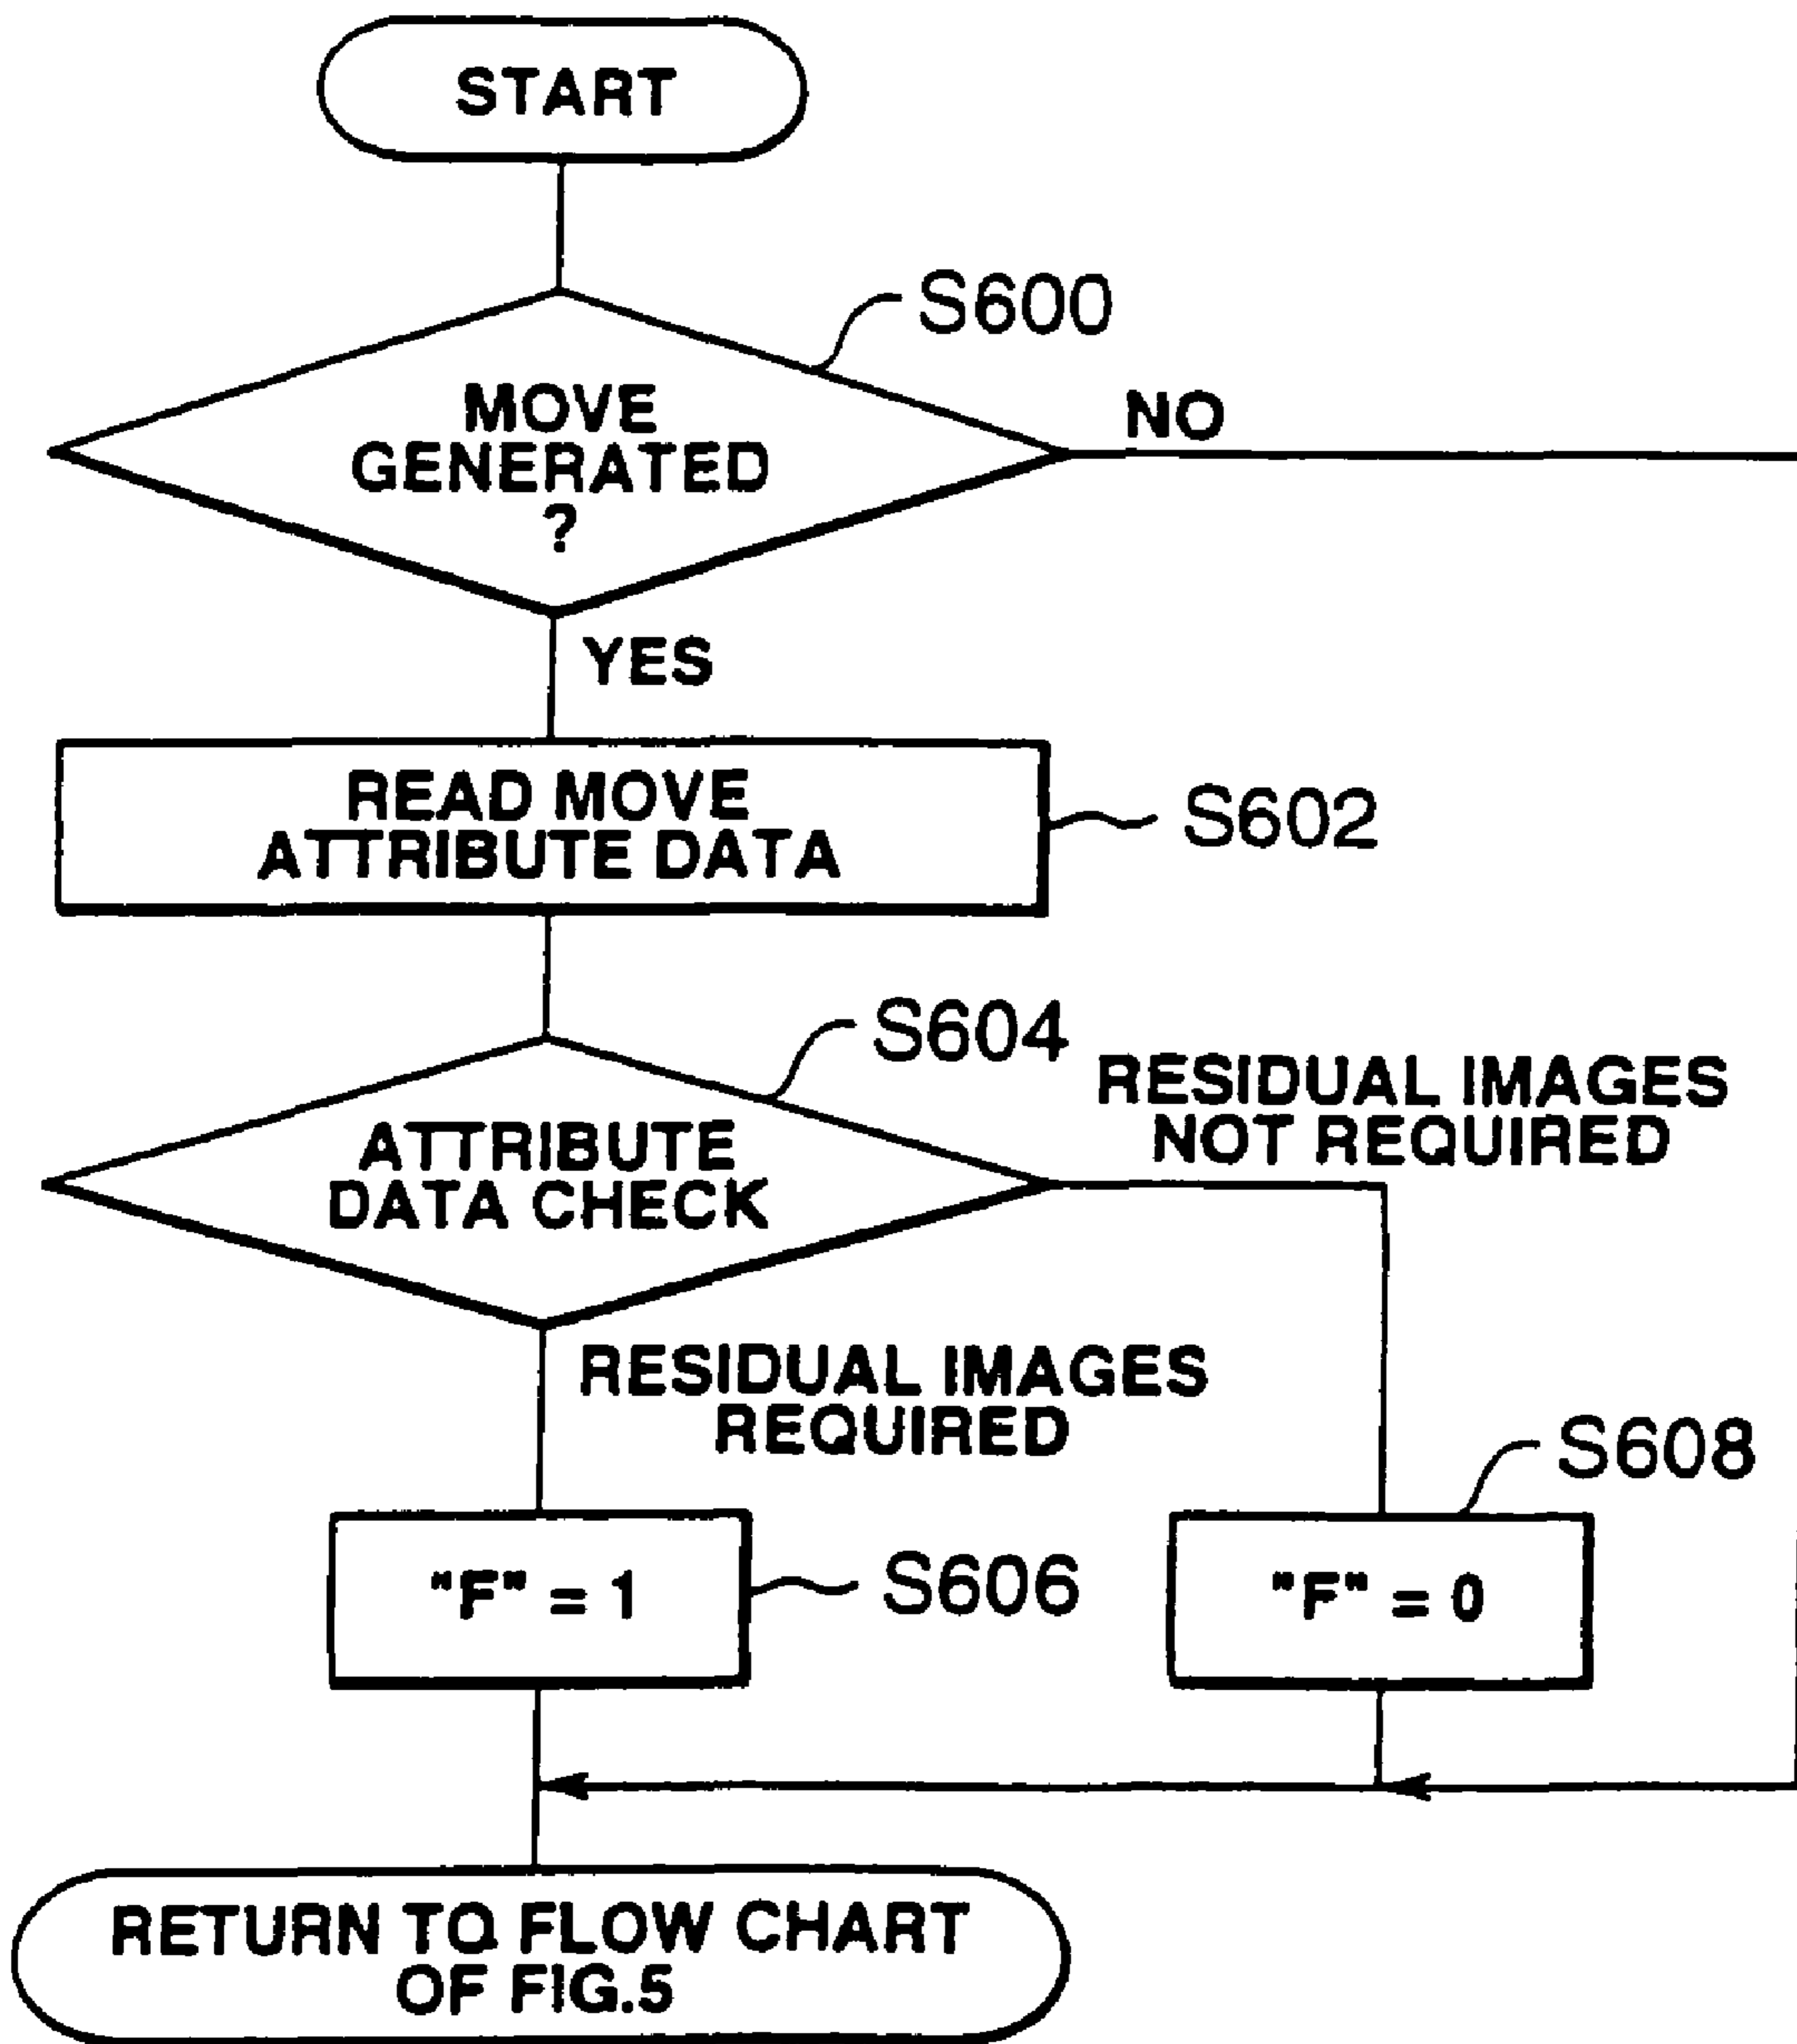 START
S600
MOVE
GENERATED
?
NO
YES
READ MOVE
ATTRIBUTE DATA
S602
S604
RESIDUAL IMAGES
NOT REQUIRED
ATTRIBUTE
DATA CHECK
RESIDUAL IMAGES
REQUIRED
S608
"F" = 1
S606
"F" = 0
RETURN TO FLOW CHART
OF FIG.5